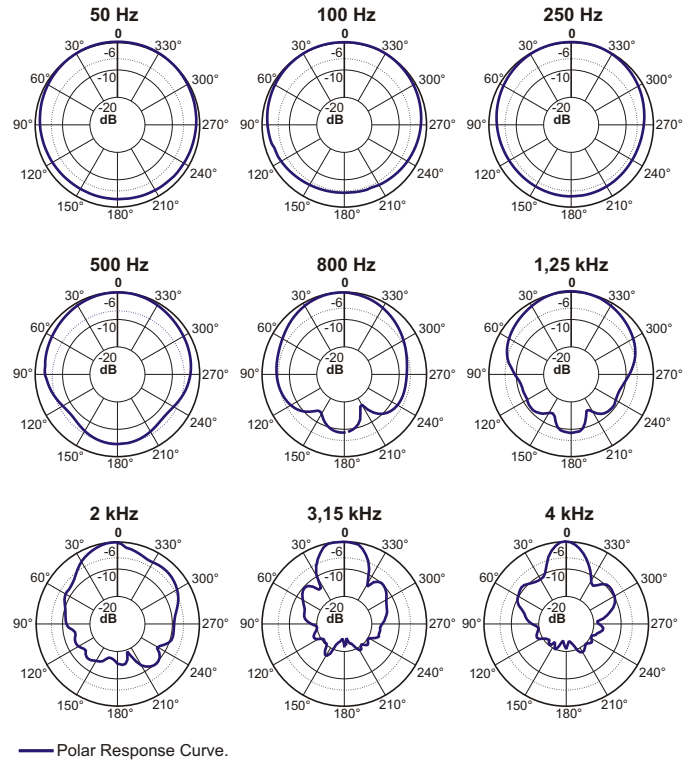 50 Hz 100 Hz 250 Hz
0 0 0
30° 330° 30° 330° 30° 330°
-6 -6 -6
60° -10 300° 60° -10 300° 60° -10 300°
-20 -20 -20
90° dB 270° 90° dB 270° 90° dB 270°
120° 240° 120° 240° 120° 240°
150° 210° 150° 210° 150° 210°
180° 180° 180°
500 Hz 800 Hz 1,25 kHz
0 0 0
30° 330° 30° 330° 30° 330°
-6 -6 -6
60° -10 300° 60° -10 300° 60° -10 300°
-20 -20 -20
90° dB 270° 90° dB 270° 90° dB 270°
120° 240° 120° 240° 120° 240°
150° 210° 150° 210° 150° 210°
180° 180° 180°
2 kHz 3,15 kHz 4 kHz
0 0 0
30° 330° 30° 330° 30° 330°
-6 -6 -6
60° -10 300° 60° -10 300° 60° -10 300°
-20 -20 -20
90° dB 270° 90° dB 270° 90° dB 270°
120° 240° 120° 240° 120° 240°
150° 210° 150° 210° 150° 210°
180° 180° 180°
Polar Response Curve.